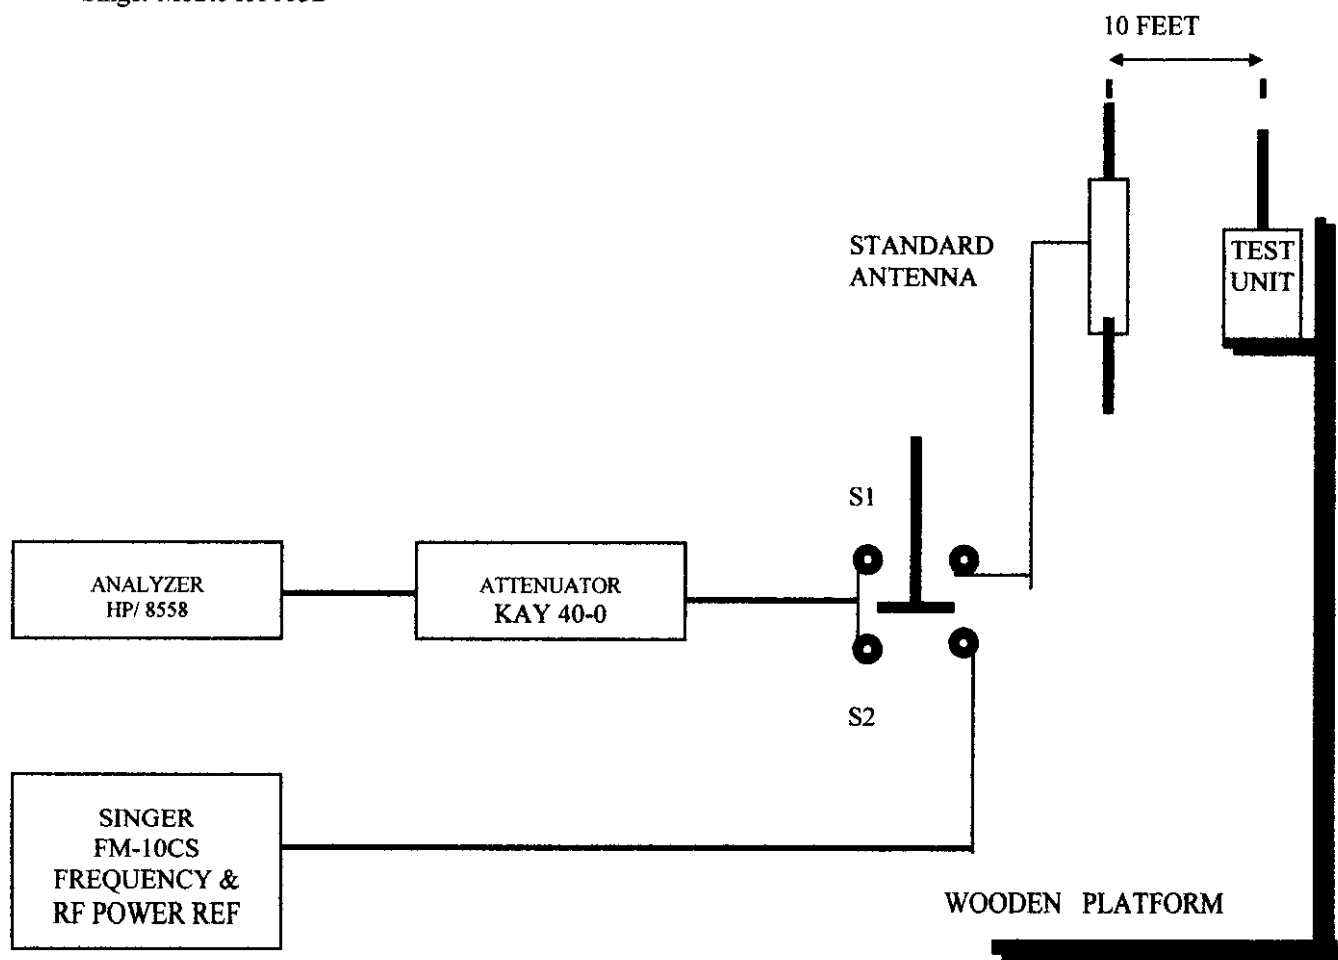 10 FEET
STANDARD
ANTENNA
TEST
UNIT
S1
ANALYZER
HP/ 8558
ATTENUATOR
KAY 40-0
S2
SINGER
FM-10CS
FREQUENCY &
RF POWER REF
WOODEN PLATFORM